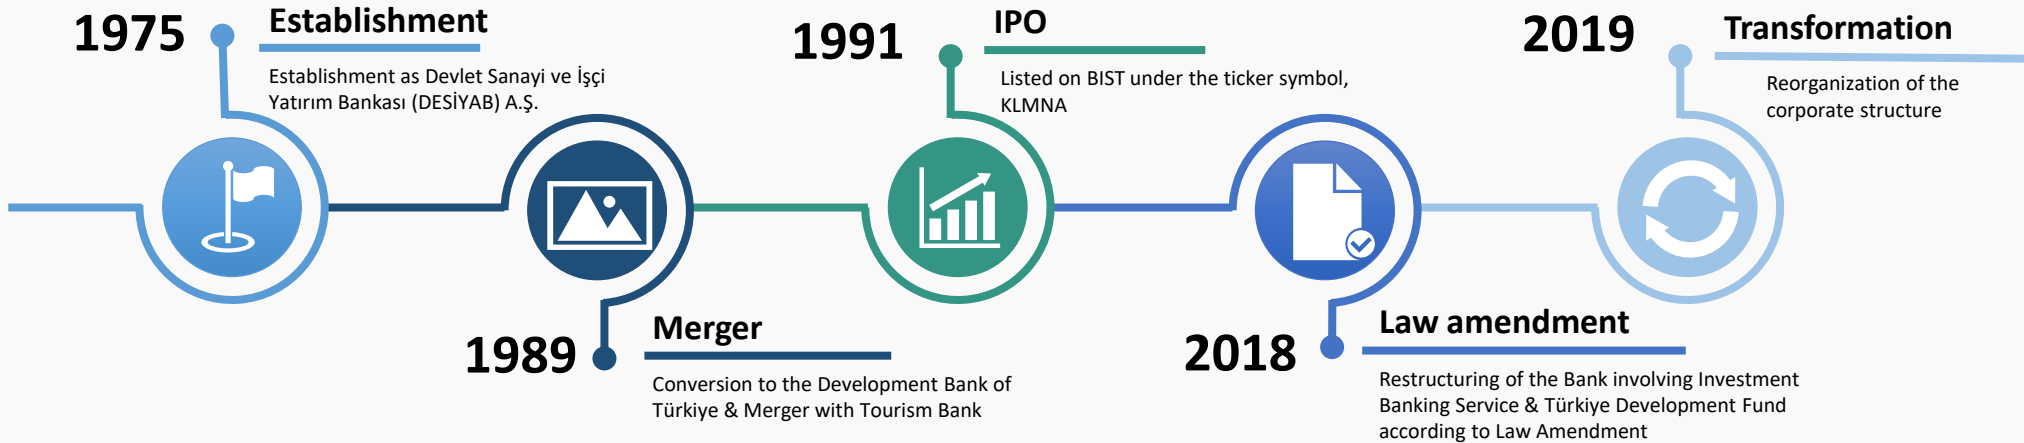 1975
Establishment
Establishment as Devlet Sanayi ve İşçi
Yatırım Bankası (DESİYAB) A.Ş.
1989
Merger
Conversion to the Development Bank of
Türkiye & Merger with Tourism Bank
1991
IPO
Listed on BIST under the ticker symbol,
KLMNA
2018
Law amendment
Restructuring of the Bank involving Investment
Banking Service & Türkiye Development Fund
according to Law Amendment
2019
Transformation
Reorganization of the
corporate structure